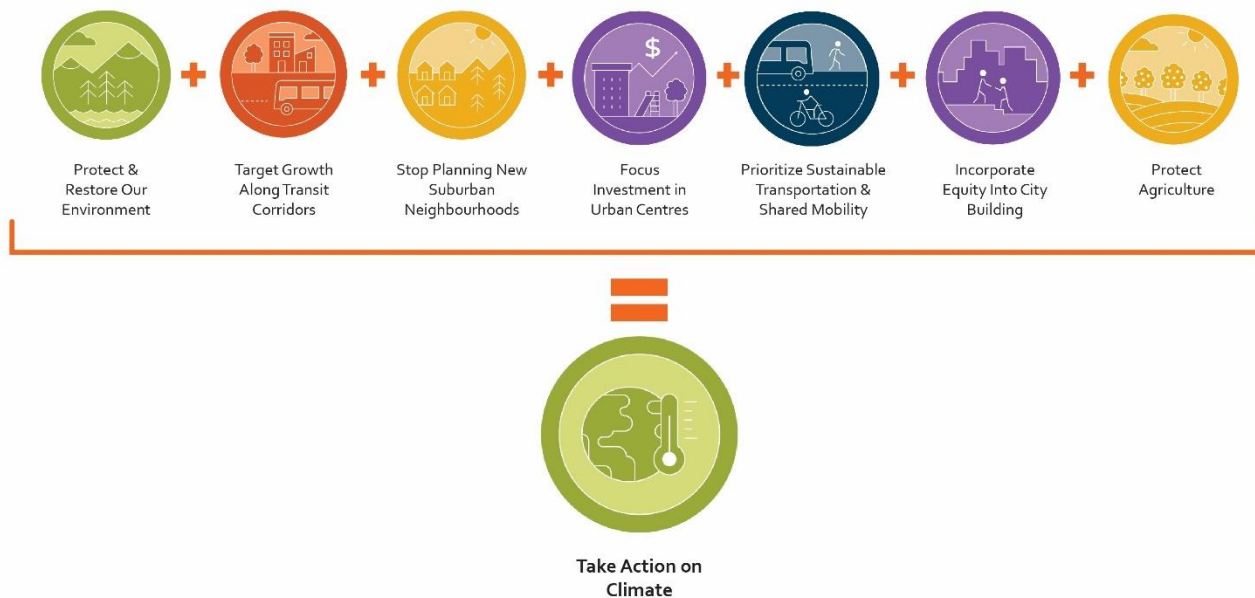 Protect &
Restore Our
Environment
Target Growth
Along Transit
Corridors
Stop Planning New
Suburban
Neighbourhoods
$
Focus
Investment in
Urban Centres
Prioritize Sustainable
Transportation &
Shared Mobility
Incorporate
Equity Into City
Building
Protect
Agriculture
Take Action on
Climate